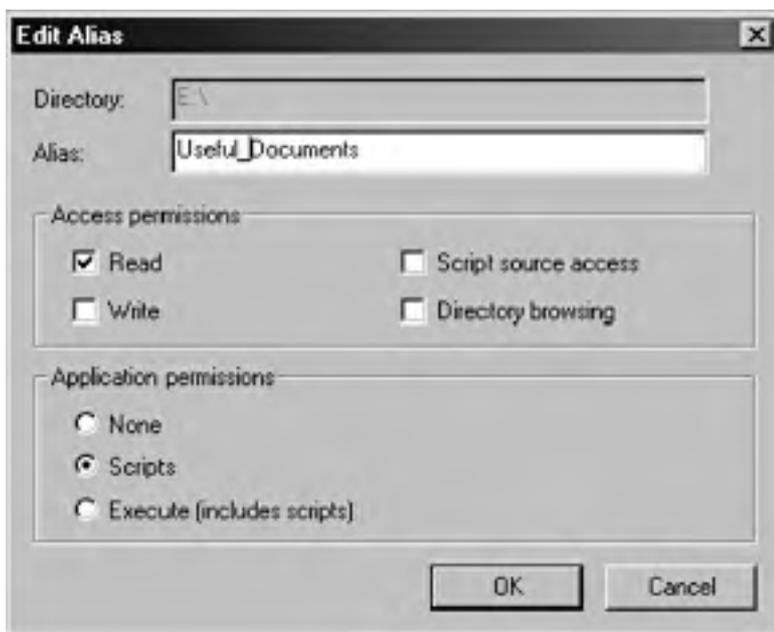 Edit Alias
Directory: E:\
Alias: Useful_Documents
Access permissions
Read Script source access
Write Directory browsing
Application permissions
None
Scripts
Execute (includes scripts)
OK Cancel